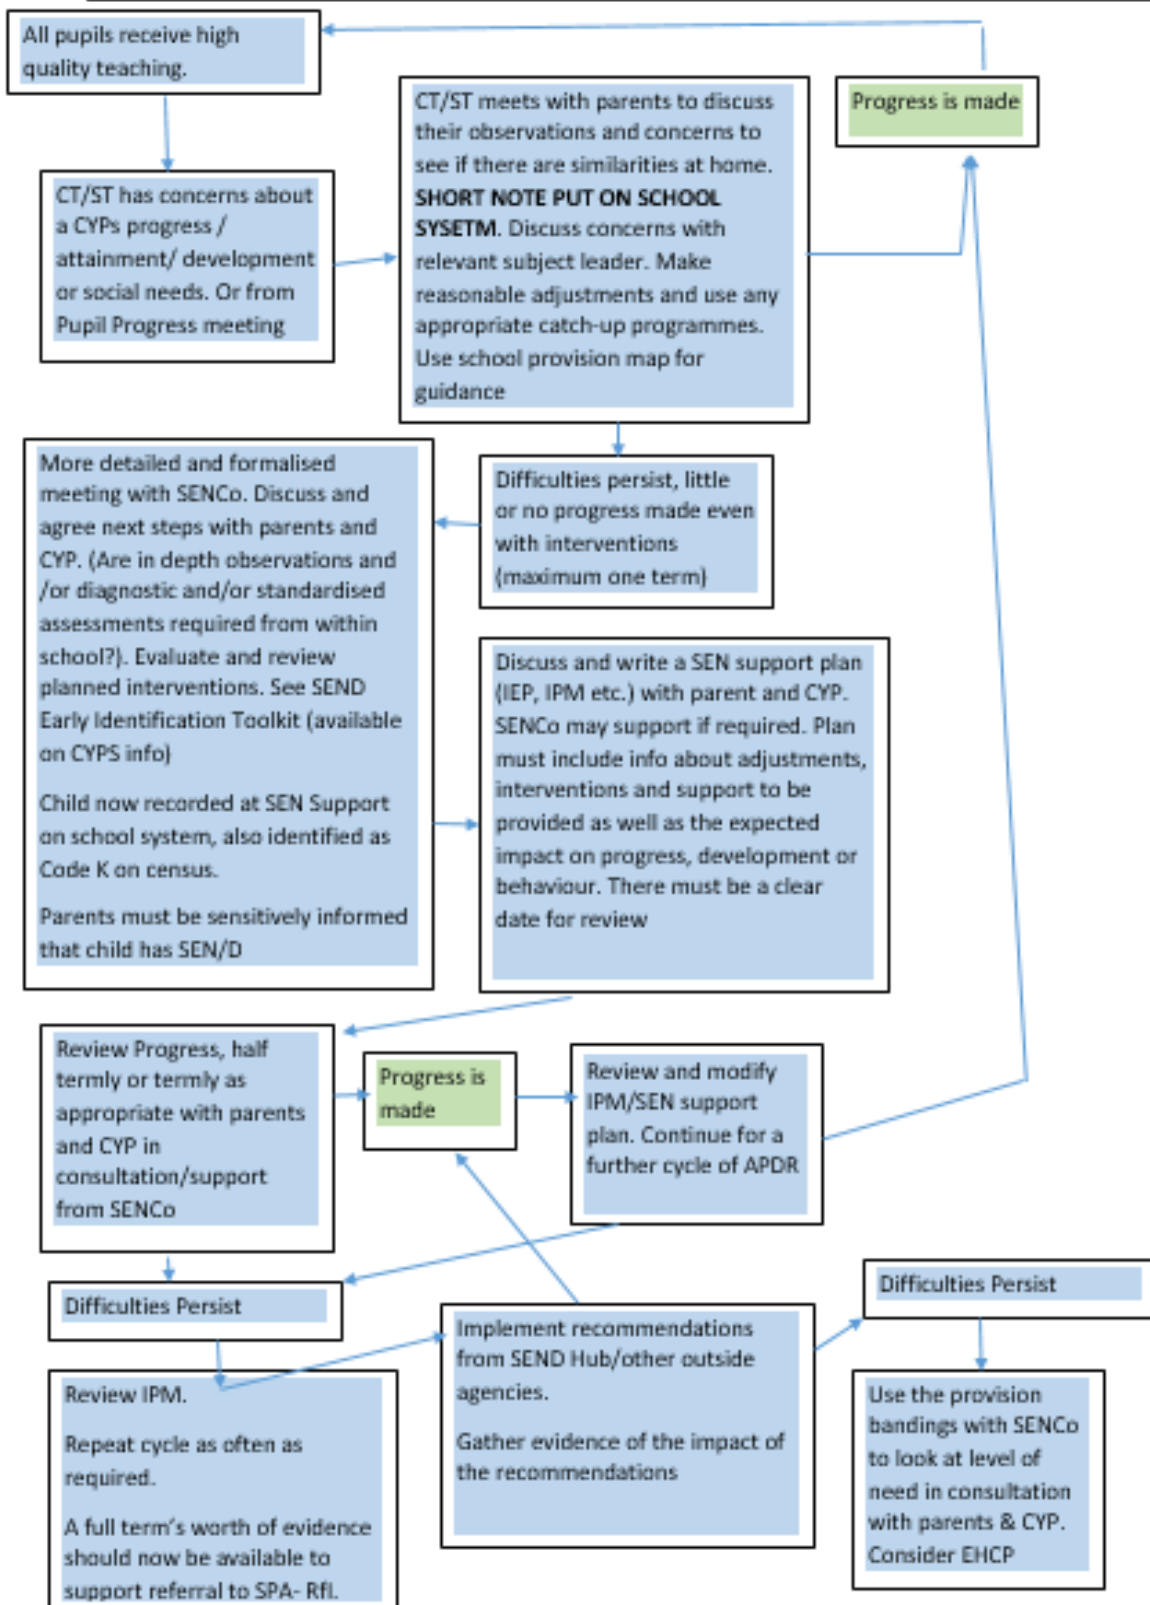 All pupils receive high
quality teaching.
Progress is made
CT/ST has concerns about
a CYPs progress /
attainment/ development
or social needs. Or from
Pupil Progress meeting
CT/ST meets with parents to discuss
their observations and concerns to
see if there are similarities at home.
SHORT NOTE PUT ON SCHOOL
SYSETM. Discuss concerns with
relevant subject leader. Make
reasonable adjustments and use any
appropriate catch-up programmes.
Use school provision map for
guidance
Difficulties persist, little
or no progress made even
with interventions
(maximum one term)
More detailed and formalised
meeting with SENCo. Discuss and
agree next steps with parents and
CYP. (Are in depth observations and
/or diagnostic and/or standardised
assessments required from within
school?). Evaluate and review
planned interventions. See SEND
Early Identification Toolkit (available
on CYPS info)
Child now recorded at SEN Support
on school system, also identified as
Code K on census.
Parents must be sensitively informed
that child has SEN/D
Discuss and write a SEN support plan
(IEP, IPM etc.) with parent and CYP.
SENCo may support if required. Plan
must include info about adjustments,
interventions and support to be
provided as well as the expected
impact on progress, development or
behaviour. There must be a clear
date for review
Review Progress, half
termly or termly as
appropriate with parents
and CYP in
consultation/support
from SENCo
Progress is
made
Review and modify
IPM/SEN support
plan. Continue for a
further cycle of APDR
Difficulties Persist
Review IPM.
Repeat cycle as often as
required.
A full term's worth of evidence
should now be available to
support referral to SPA- RfI.
Implement recommendations
from SEND Hub/other outside
agencies.
Gather evidence of the impact of
the recommendations
Difficulties Persist
Use the provision
bandings with SENCo
to look at level of
need in consultation
with parents & CYP.
Consider EHCP